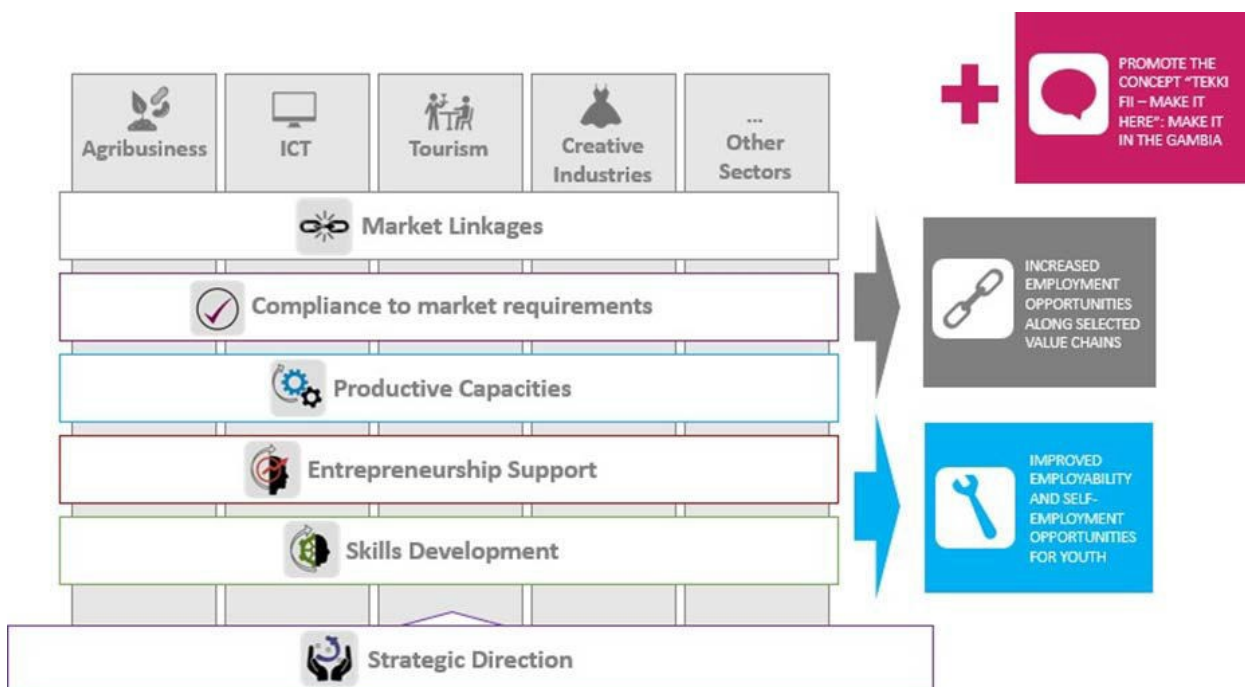 Agribusiness
ICT
Tourism
Creative
Industries
...
Other
Sectors
PROMOTE THE
CONCEPT "TEKKI
FII – MAKE IT
HERE": MAKE IT
IN THE GAMBIA
Market Linkages
Compliance to market requirements
INCREASED
EMPLOYMENT
OPPORTUNITIES
ALONG SELECTED
VALUE CHAINS
Productive Capacities
Entrepreneurship Support
Skills Development
IMPROVED
EMPLOYABILITY
AND SELF-
EMPLOYMENT
OPPORTUNITIES
FOR YOUTH
Strategic Direction